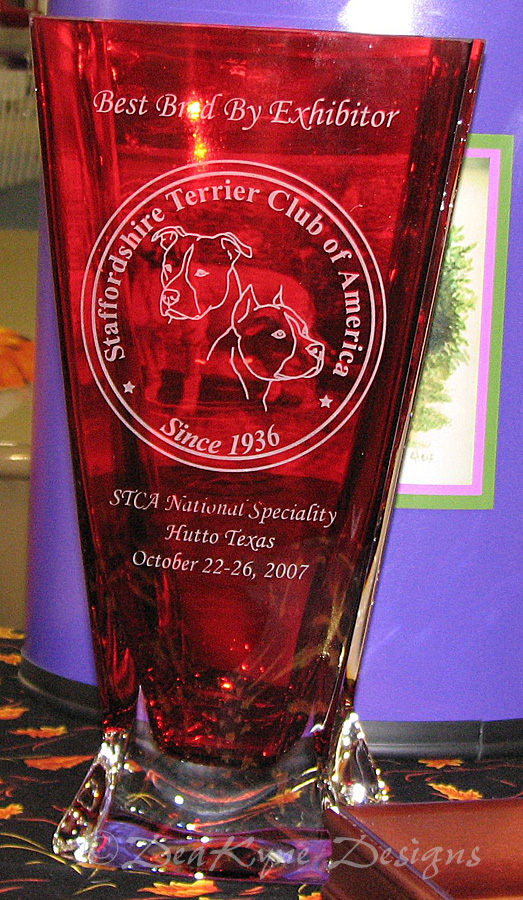 Best Bred By Exhibitor
Staffordshire Terrier Club of America
Since 1936
STCA National Speciality
Hutto Texas
October 22-26, 2007
© DeaKyne Designs